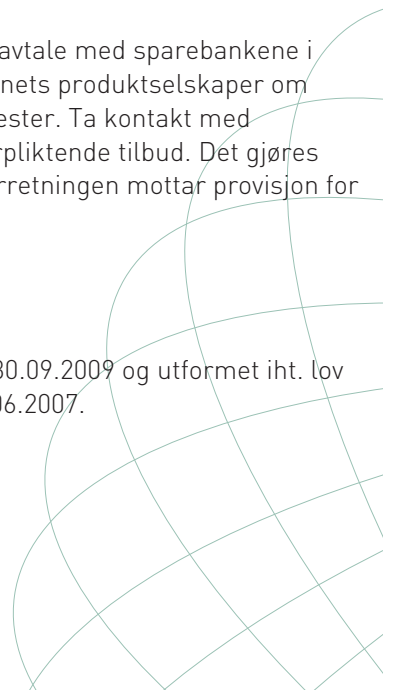 avtale med sparebankene i
nets produktselskaper om
ester. Ta kontakt med
rpliktende tilbud. Det gjøres
rretningen mottar provisjon for
30.09.2009 og utformet iht. lov
06.2007.